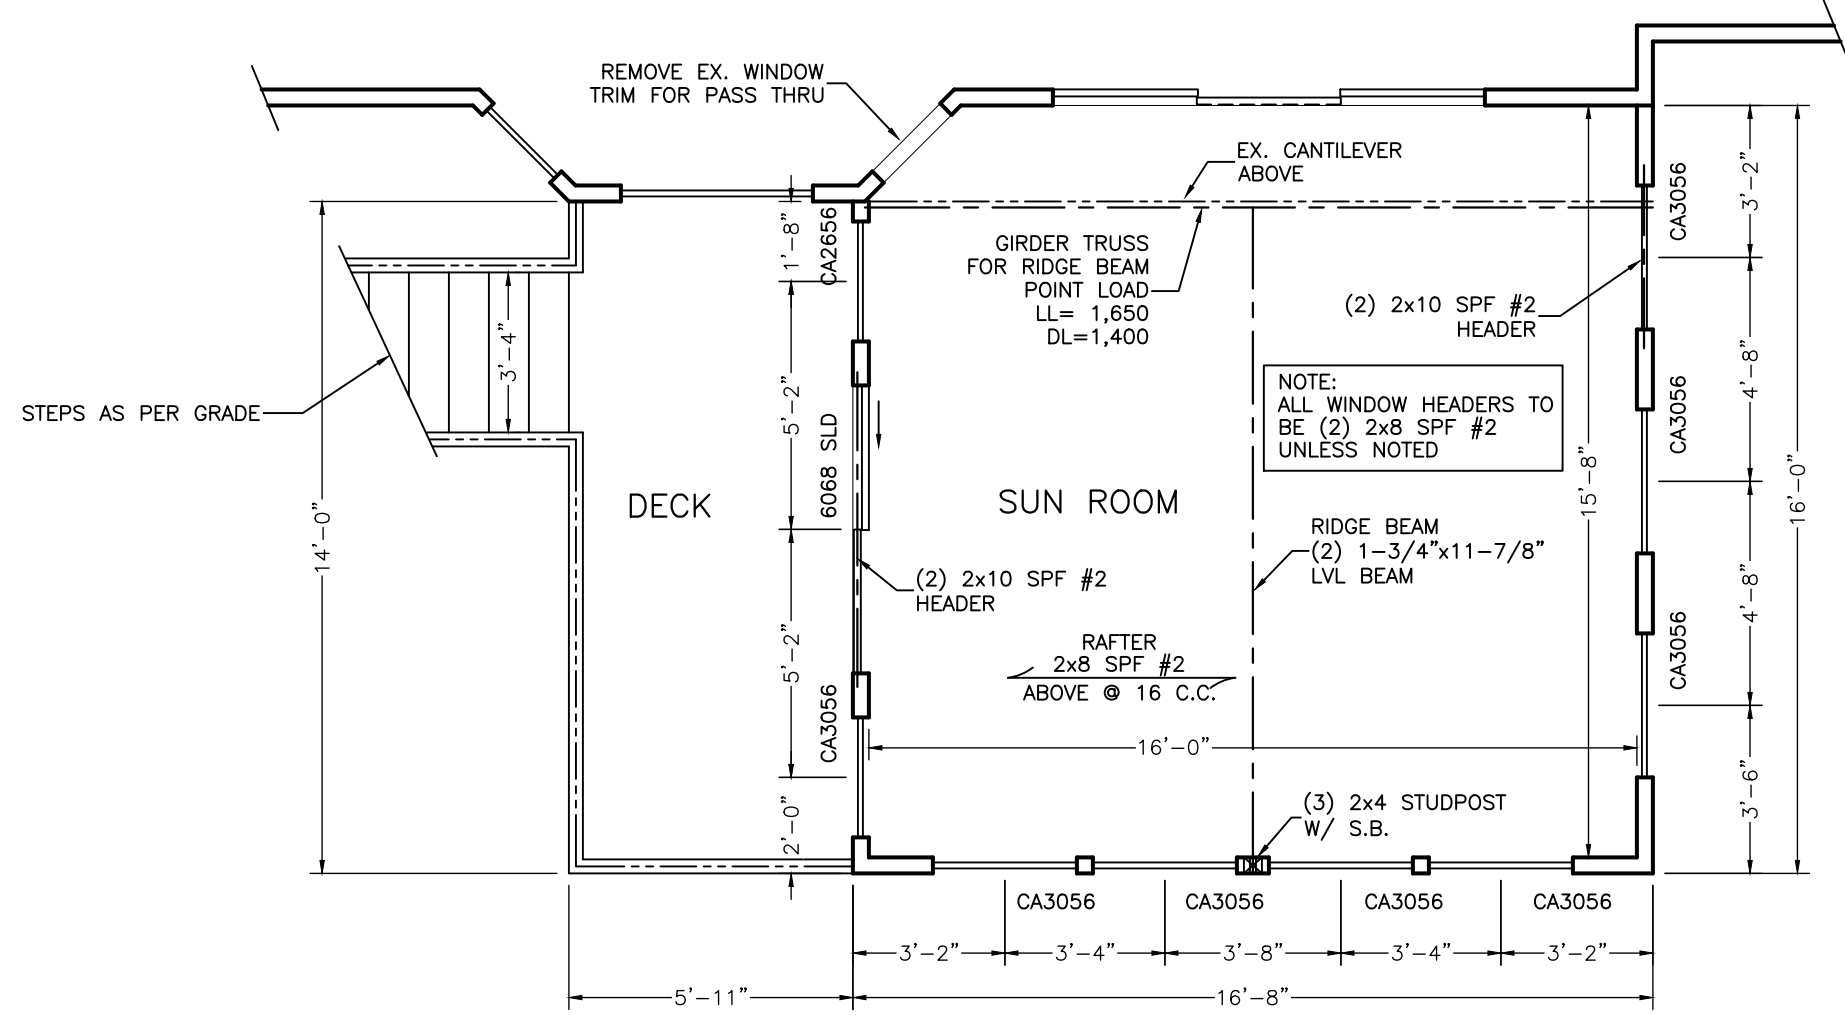 REMOVE EX. WINDOW
TRIM FOR PASS THRU
EX. CANTILEVER
ABOVE
GIRDER TRUSS
FOR RIDGE BEAM
POINT LOAD
LL= 1,650
DL=1,400
(2) 2x10 SPF #2
HEADER
NOTE:
ALL WINDOW HEADERS TO
BE (2) 2x8 SPF #2
UNLESS NOTED
STEPS AS PER GRADE
3'-4"
14'-0"
DECK
SUN ROOM
1'-8"
CA2656
5'-2"
6068 SLD
5'-2"
CA3056
2'-0"
(2) 2x10 SPF #2
HEADER
RIDGE BEAM
(2) 1-3/4"x11-7/8"
LVL BEAM
RAFTER
2x8 SPF #2
ABOVE @ 16 C.C.
16'-0"
(3) 2x4 STUDPOST
W/ S.B.
15'-8"
CA3056
3'-2"
CA3056
4'-8"
16'-0"
4'-8"
CA3056
3'-6"
CA3056
CA3056
CA3056
CA3056
3'-2"
3'-4"
3'-8"
3'-4"
3'-2"
5'-11"
16'-8"